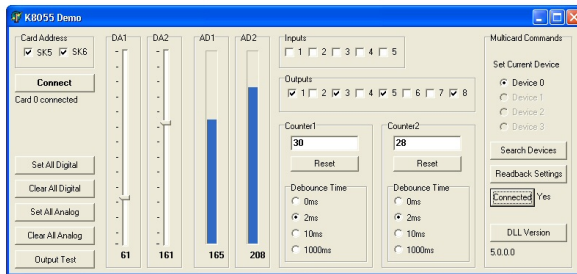 K8055 Demo
Card Address
SK5 SK6
Connect
Card 0 connected
Set All Digital
Clear All Digital
Set All Analog
Clear All Analog
Output Test
DA1 DA2 AD1 AD2
61 161 165 208
Inputs
1 2 3 4 5
Outputs
1 2 3 4 5 6 7 8
Counter1
30
Reset
Debounce Time
0ms
2ms
10ms
1000ms
Counter2
28
Reset
Debounce Time
0ms
2ms
10ms
1000ms
Multicard Commands
Set Current Device
Device 0
Device 1
Device 2
Device 3
Search Devices
Readback Settings
Connected Yes
DLL Version
5.0.0.0